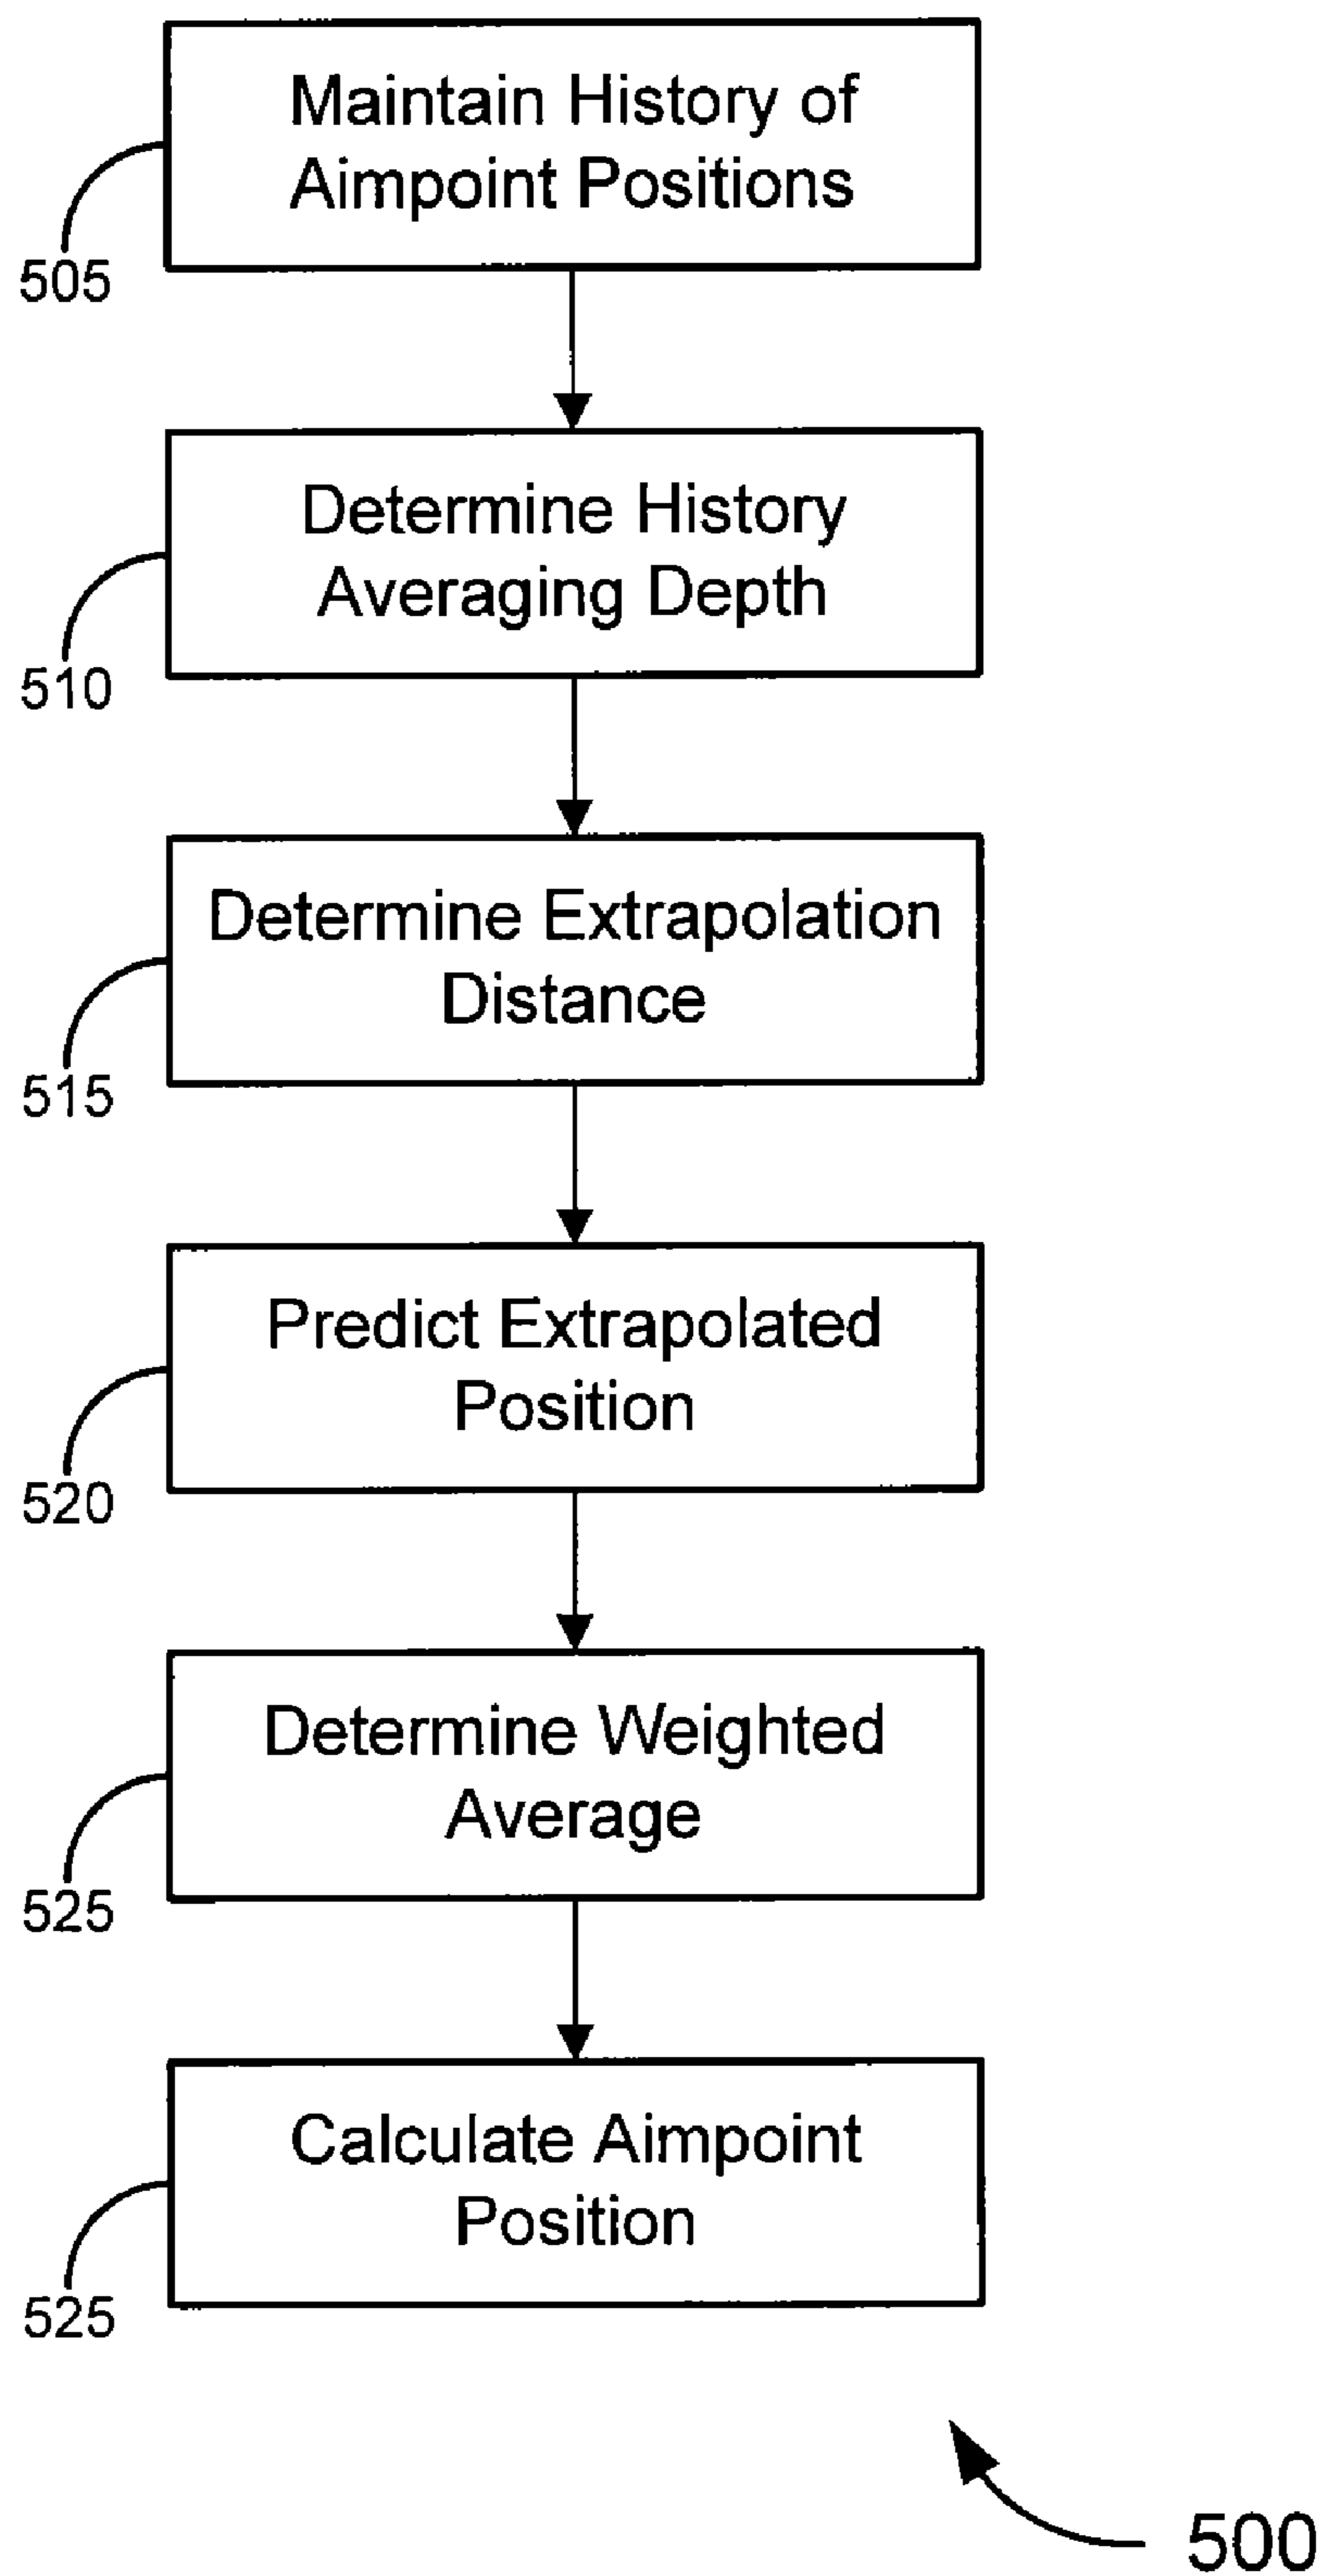 Maintain History of
Aimpoint Positions
505
Determine History
Averaging Depth
510
Determine Extrapolation
Distance
515
Predict Extrapolated
Position
520
Determine Weighted
Average
525
Calculate Aimpoint
Position
525
500